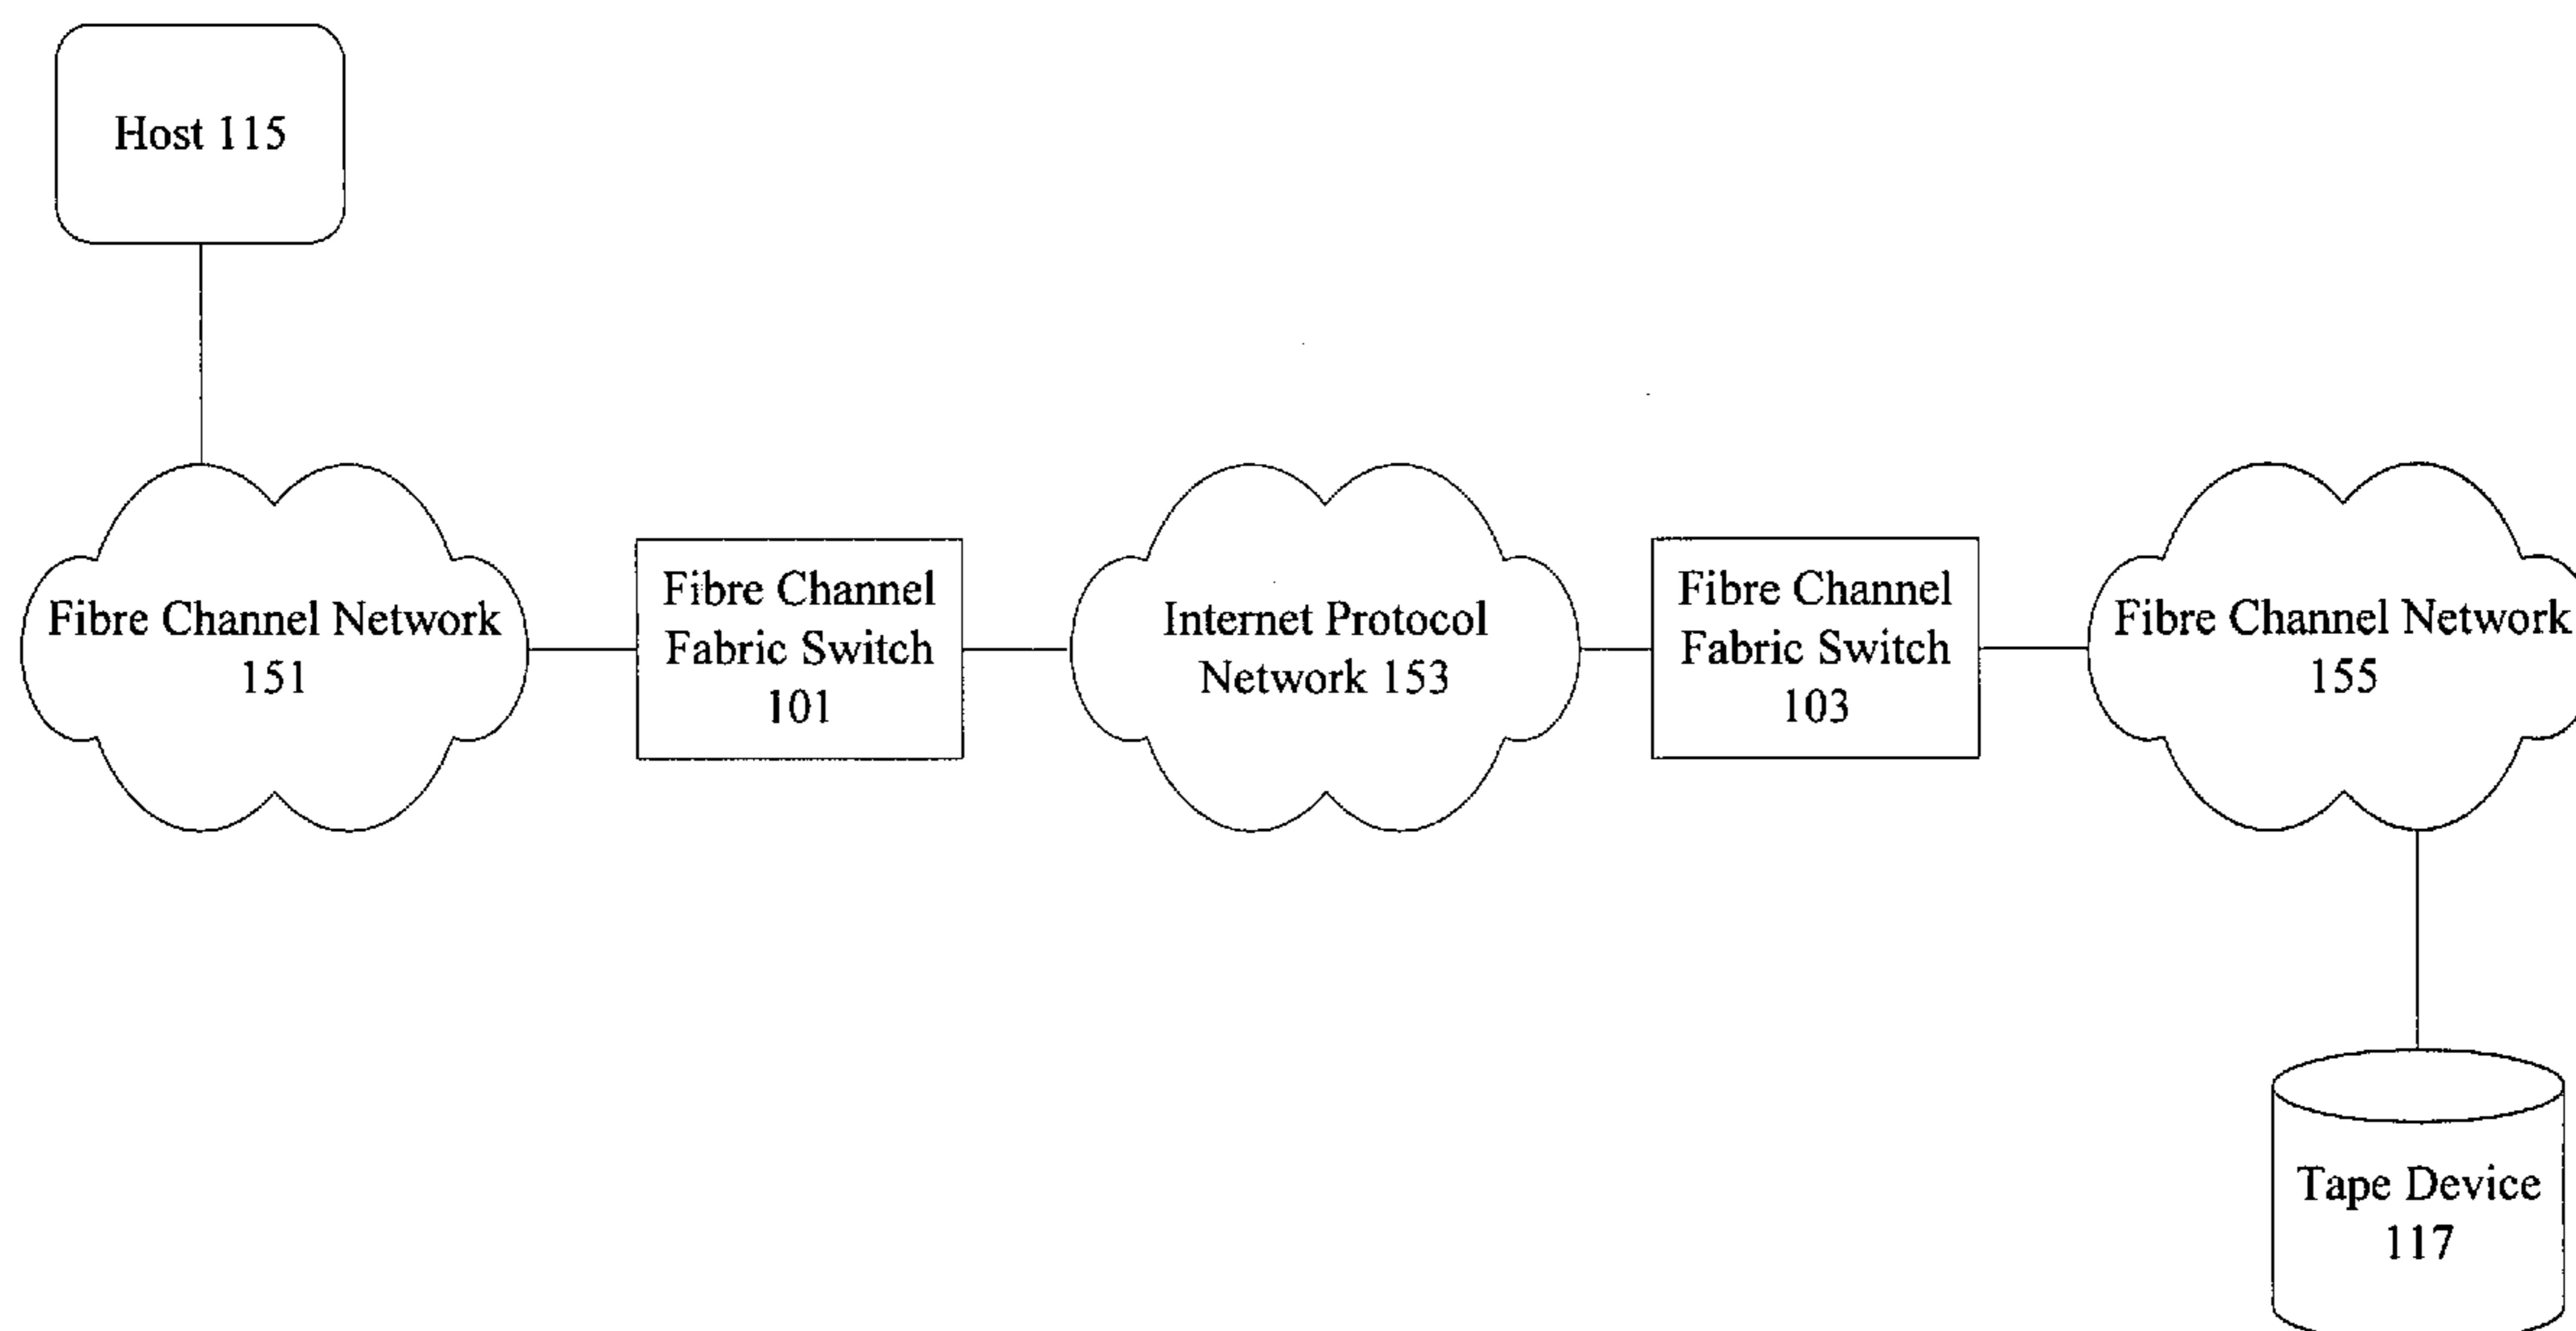 Host 115
Fibre Channel Network
151
Fibre Channel
Fabric Switch
101
Internet Protocol
Network 153
Fibre Channel
Fabric Switch
103
Fibre Channel Network
155
Tape Device
117